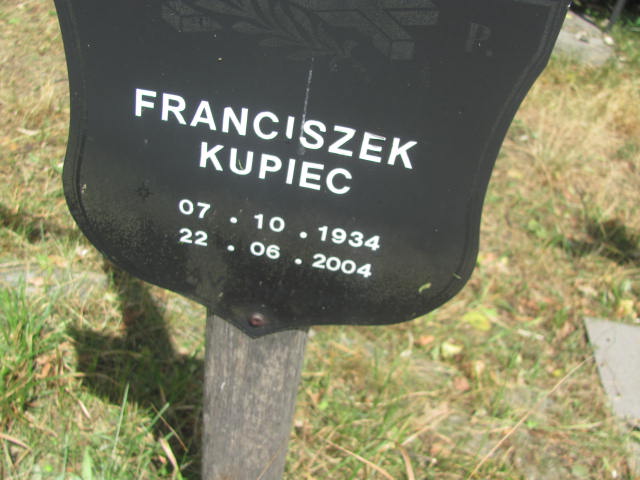 P.
FRANCISZEK
KUPIEC
07 . 10 . 1934
22 . 06 . 2004